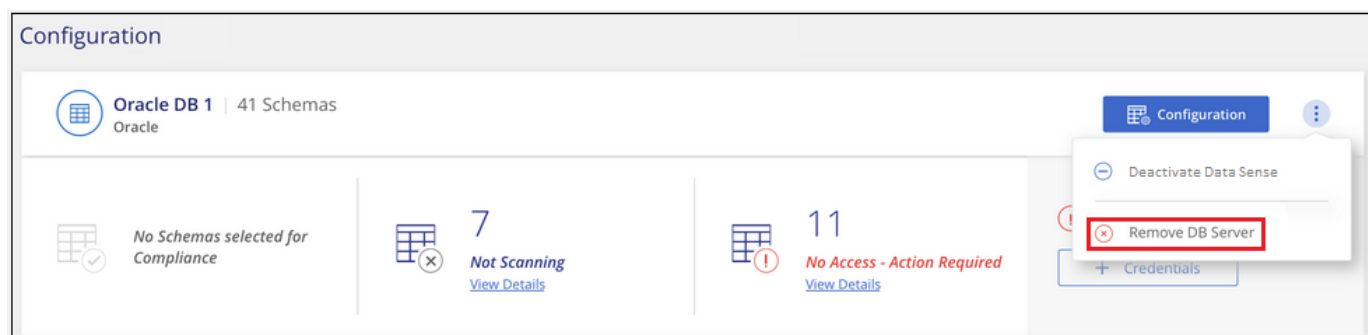 Configuration
Oracle DB 1 | 41 Schemas
Oracle
Configuration
Deactivate Data Sense
Remove DB Server
No Schemas selected for
Compliance
7
Not Scanning
View Details
11
No Access - Action Required
View Details
+ Credentials